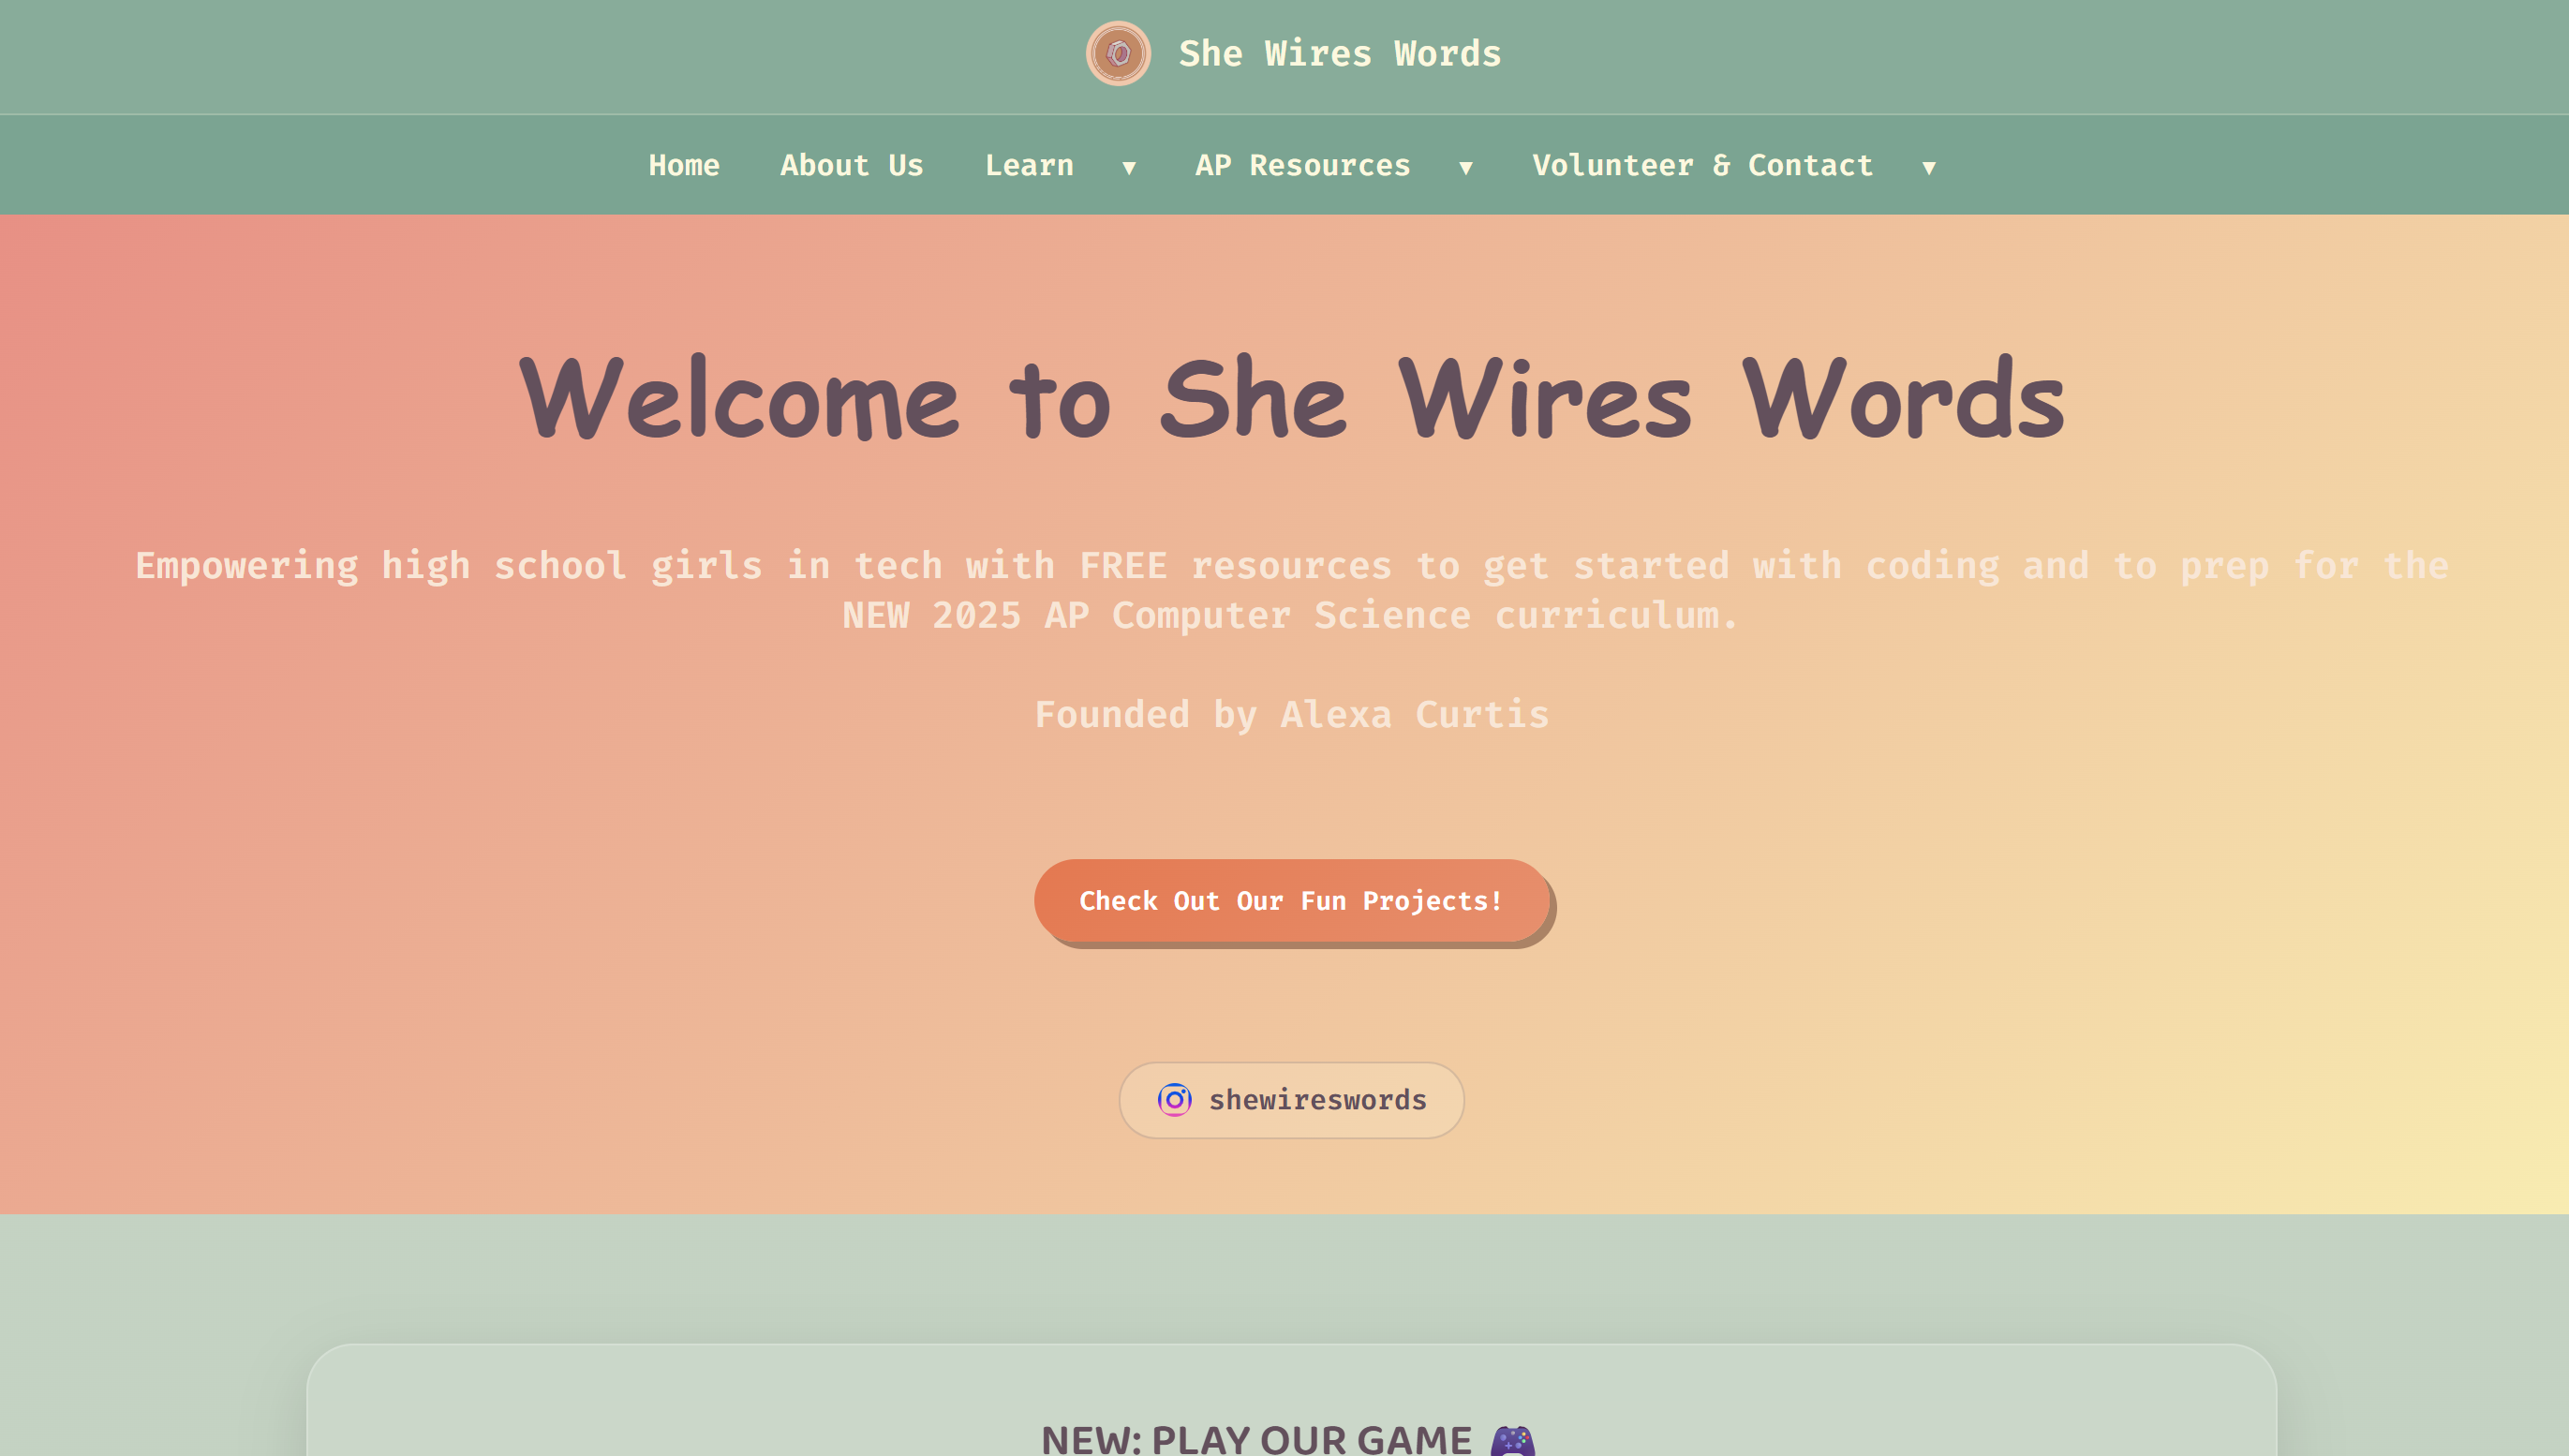 She Wires Words
Home About Us Learn ▼ AP Resources ▼ Volunteer & Contact ▼
Welcome to She Wires Words
Empowering high school girls in tech with FREE resources to get started with coding and to prep for the
NEW 2025 AP Computer Science curriculum.
Founded by Alexa Curtis
Check Out Our Fun Projects!
shewireswords
NEW: PLAY OUR GAME 🎮